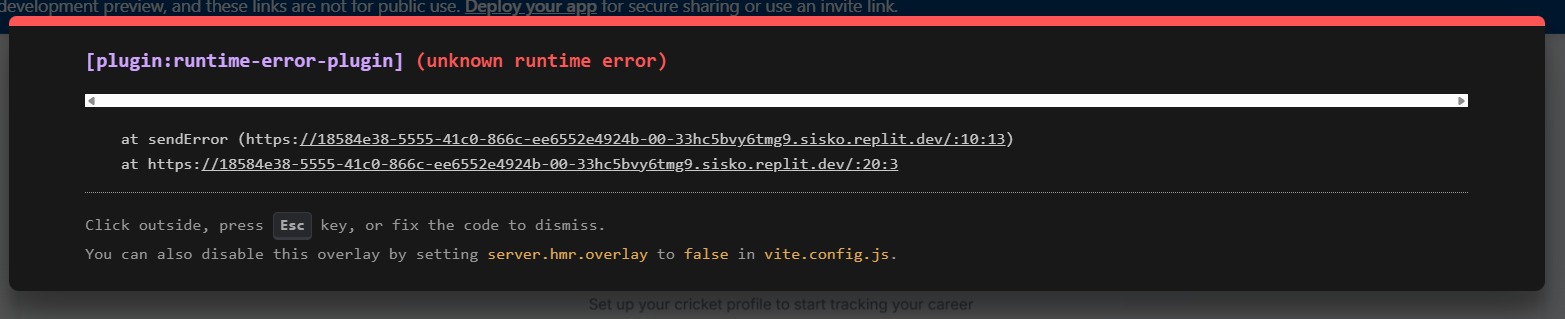 development preview, and these links are not for public use. Deploy your app for secure sharing or use an invite link.
[plugin:runtime-error-plugin] (unknown runtime error)
at sendError (https://18584e38-5555-41c0-866c-ee6552e4924b-00-33hc5bvy6tmg9.sisko.replit.dev/:10:13)
at https://18584e38-5555-41c0-866c-ee6552e4924b-00-33hc5bvy6tmg9.sisko.replit.dev/:20:3
Click outside, press Esc key, or fix the code to dismiss.
You can also disable this overlay by setting server.hmr.overlay to false in vite.config.js.
Set up your cricket profile to start tracking your career